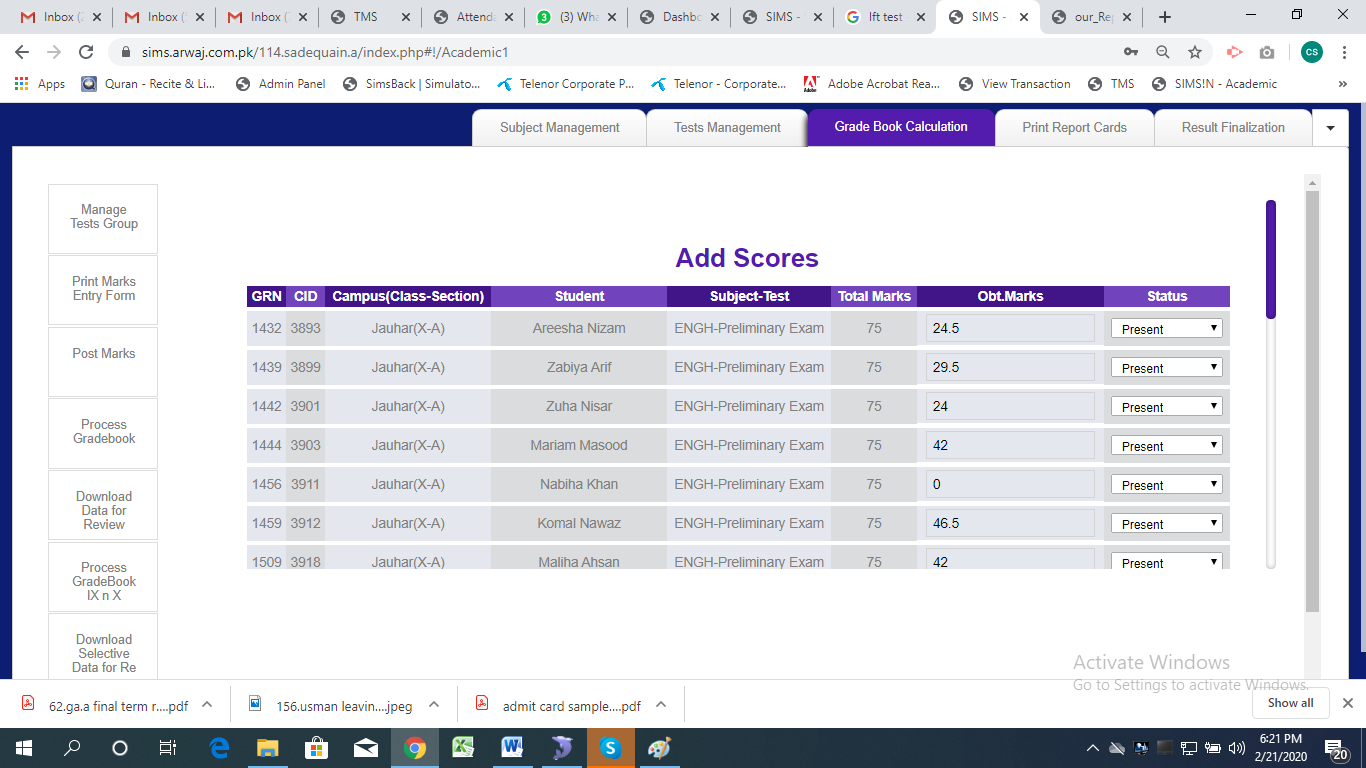 Inbox (
Inbox (
Inbox (
TMS
Attend
(3) Wha
Dashbo
SIMS -
lft test
SIMS -
our_Rep
sims.arwaj.com.pk/114.sadequain.a/index.php#!/Academic1
CS
Apps
Quran - Recite & Li...
Admin Panel
SimsBack | Simulato...
Telenor Corporate P...
Telenor - Corporate...
Adobe Acrobat Rea...
View Transaction
TMS
SIMS!N - Academic
»
Subject Management
Tests Management
Grade Book Calculation
Print Report Cards
Result Finalization
Manage
Tests Group
Print Marks
Entry Form
Post Marks
Process
Gradebook
Download
Data for
Review
Process
GradeBook
IX n X
Download
Selective
Data for Re
Add Scores
GRN CID Campus(Class-Section) Student Subject-Test Total Marks Obt.Marks Status
1432 3893 Jauhar(X-A) Areesha Nizam ENGH-Preliminary Exam 75 24.5 Present
1439 3899 Jauhar(X-A) Zabiya Arif ENGH-Preliminary Exam 75 29.5 Present
1442 3901 Jauhar(X-A) Zuha Nisar ENGH-Preliminary Exam 75 24 Present
1444 3903 Jauhar(X-A) Mariam Masood ENGH-Preliminary Exam 75 42 Present
1456 3911 Jauhar(X-A) Nabiha Khan ENGH-Preliminary Exam 75 0 Present
1459 3912 Jauhar(X-A) Komal Nawaz ENGH-Preliminary Exam 75 46.5 Present
1509 3918 Jauhar(X-A) Maliha Ahsan ENGH-Preliminary Exam 75 42 Present
Activate Windows
Go to Settings to activate Windows.
62.ga.a final term r....pdf
156.usman leavin....jpeg
admit card sample....pdf
Show all
6:21 PM
2/21/2020
20